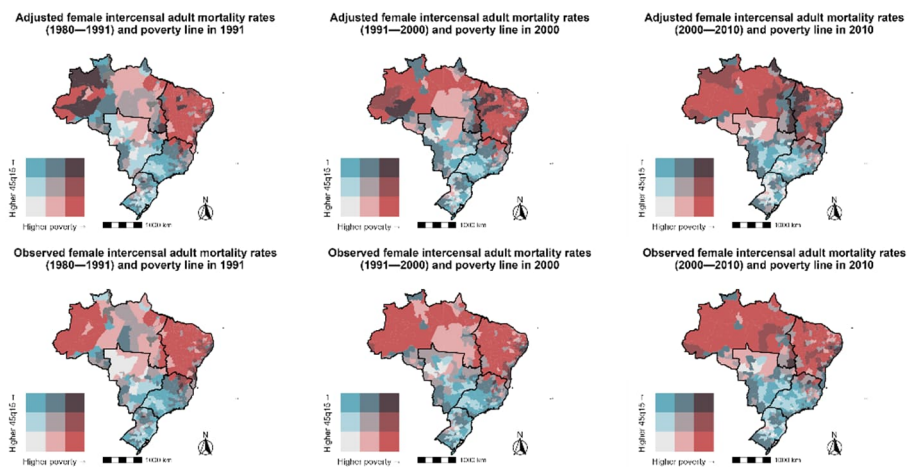 Adjusted female intercensal adult mortality rates
(1980—1991) and poverty line in 1991
Higher 45q15 →
Higher poverty →
1000 km
N
Adjusted female intercensal adult mortality rates
(1991—2000) and poverty line in 2000
Higher 45q15 →
Higher poverty →
1000 km
N
Adjusted female intercensal adult mortality rates
(2000—2010) and poverty line in 2010
Higher 45q15 →
Higher poverty →
1000 km
N
Observed female intercensal adult mortality rates
(1980—1991) and poverty line in 1991
Higher 45q15 →
Higher poverty →
1000 km
N
Observed female intercensal adult mortality rates
(1991—2000) and poverty line in 2000
Higher 45q15 →
Higher poverty →
1000 km
N
Observed female intercensal adult mortality rates
(2000—2010) and poverty line in 2010
Higher 45q15 →
Higher poverty →
1000 km
N